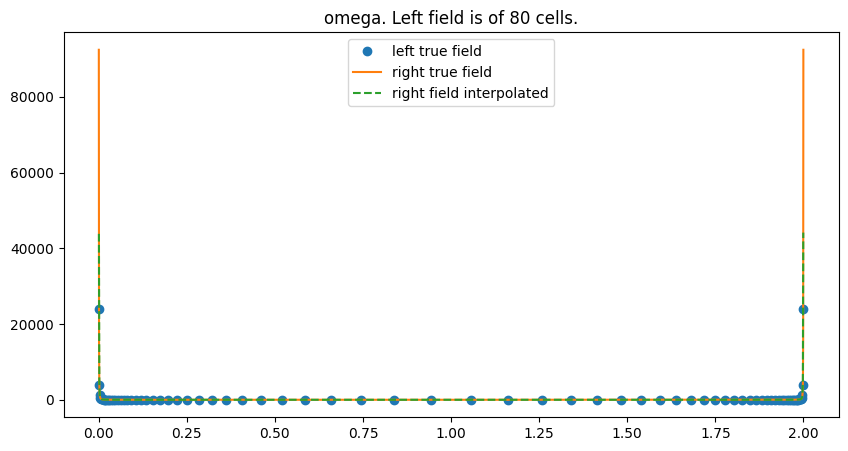 omega. Left field is of 80 cells.
left true field
right true field
right field interpolated
80000
60000
40000
20000
0
0.00 0.25 0.50 0.75 1.00 1.25 1.50 1.75 2.00